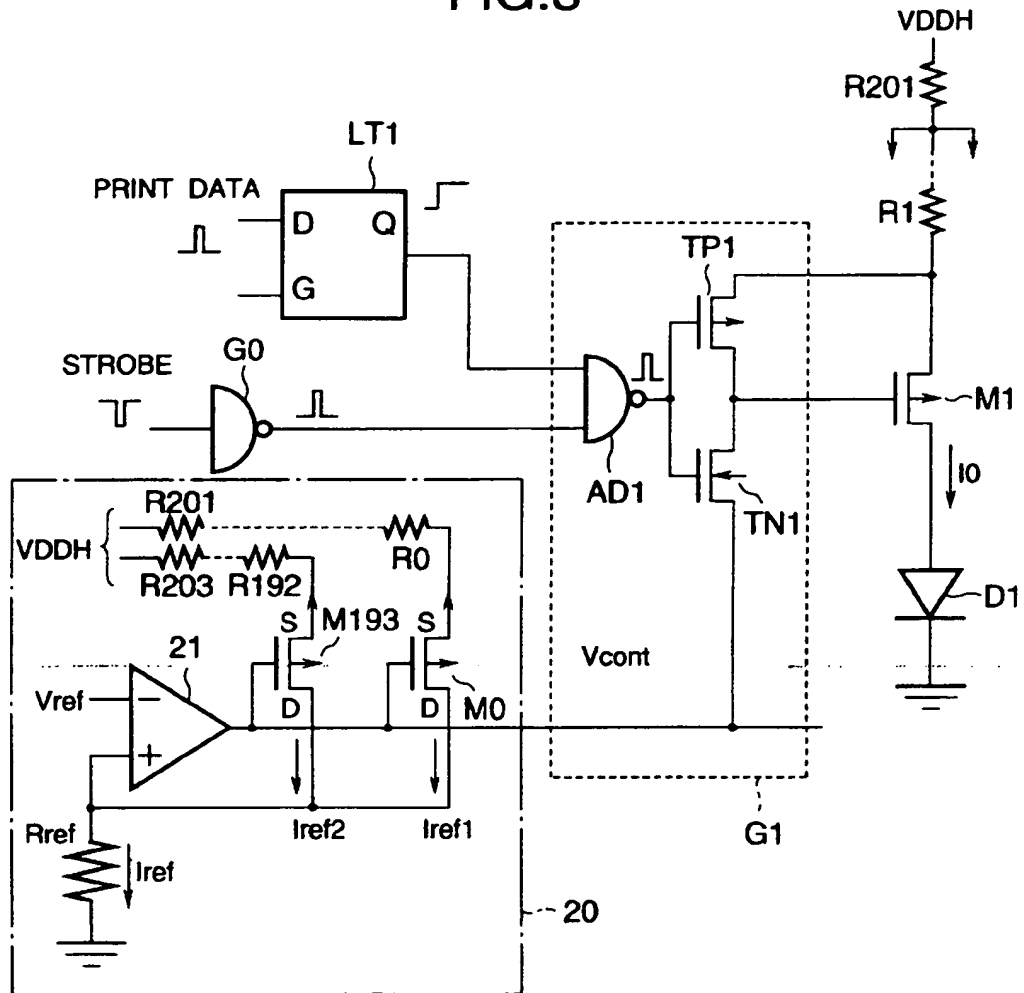 VDDH
R201
LT1
PRINT DATA
D Q
R1
TP1
G
STROBE
G0
M1
AD1
I0
TN1
R201
VDDH
R0
R203
R192
D1
S
M193
S
21
Vcont
Vref
−
D
D
M0
+
Iref2
Iref1
Rref
G1
Iref
20